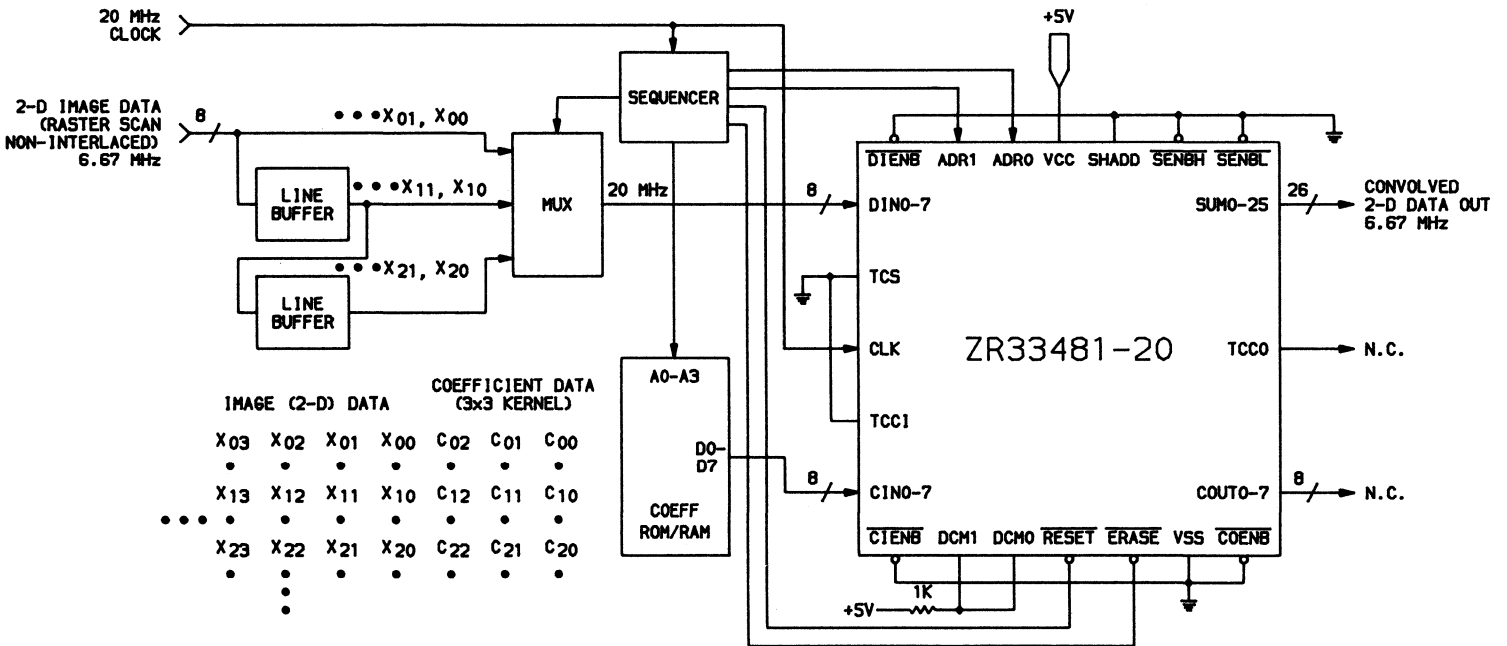 20 MHz
CLOCK
+5V
SEQUENCER
2-D IMAGE DATA
(RASTER SCAN
NON-INTERLACED)
6.67 MHz
8
•••X01, X00
LINE
BUFFER
•••X11, X10
MUX
20 MHz
•••X21, X20
LINE
BUFFER
DIENB ADR1 ADR0 VCC SHADD SENBH SENBL
8
DIN0-7
SUM0-25
26
CONVOLVED
2-D DATA OUT
6.67 MHz
TCS
CLK
ZR33481-20
TCCO
N.C.
TCCI
A0-A3
D0-
D7
COEFF
ROM/RAM
8
CIN0-7
COUT0-7
8
N.C.
CIENB DCM1 DCM0 RESET ERASE VSS COENB
1K
+5V
IMAGE (2-D) DATA
COEFFICIENT DATA
(3x3 KERNEL)
X03 X02 X01 X00 C02 C01 C00
X13 X12 X11 X10 C12 C11 C10
X23 X22 X21 X20 C22 C21 C20